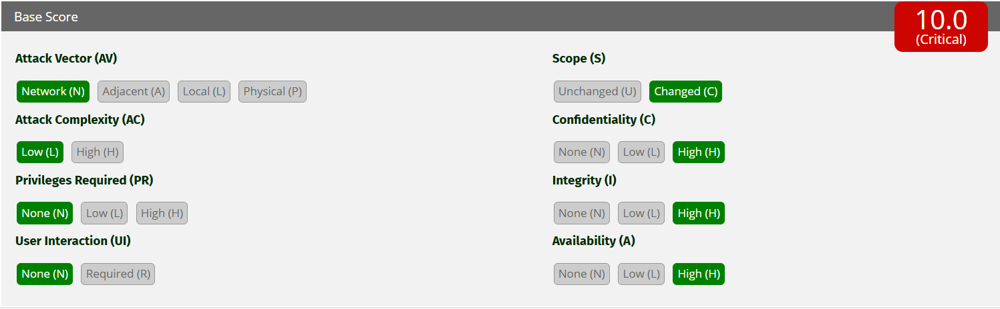 Base Score
10.0
(Critical)
Attack Vector (AV)
Network (N) Adjacent (A) Local (L) Physical (P)
Attack Complexity (AC)
Low (L) High (H)
Privileges Required (PR)
None (N) Low (L) High (H)
User Interaction (UI)
None (N) Required (R)
Scope (S)
Unchanged (U) Changed (C)
Confidentiality (C)
None (N) Low (L) High (H)
Integrity (I)
None (N) Low (L) High (H)
Availability (A)
None (N) Low (L) High (H)